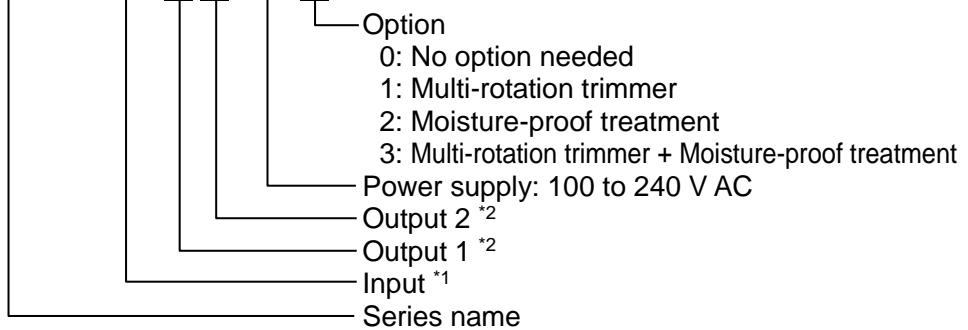 Option
0: No option needed
1: Multi-rotation trimmer
2: Moisture-proof treatment
3: Multi-rotation trimmer + Moisture-proof treatment
Power supply: 100 to 240 V AC
Output 2 *2
Output 1 *2
Input *1
Series name